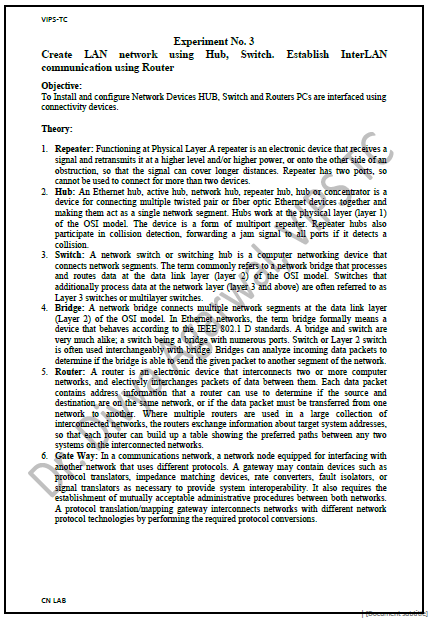 VIPS-TC
Experiment No. 3
Create LAN network using Hub, Switch. Establish InterLAN
communication using Router
Objective:
To Install and configure Network Devices HUB, Switch and Routers PCs are interfaced using
connectivity devices.
Theory:
1. Repeater: Functioning at Physical Layer.A repeater is an electronic device that receives a
signal and retransmits it at a higher level and/or higher power, or onto the other side of an
obstruction, so that the signal can cover longer distances. Repeater has two ports, so
cannot be used to connect for more than two devices.
2. Hub: An Ethernet hub, active hub, network hub, repeater hub, hub or concentrator is a
device for connecting multiple twisted pair or fiber optic Ethernet devices together and
making them act as a single network segment. Hubs work at the physical layer (layer 1)
of the OSI model. The device is a form of multiport repeater. Repeater hubs also
participate in collision detection, forwarding a jam signal to all ports if it detects a
collision.
3. Switch: A network switch or switching hub is a computer networking device that
connects network segments. The term commonly refers to a network bridge that processes
and routes data at the data link layer (layer 2) of the OSI model. Switches that
additionally process data at the network layer (layer 3 and above) are often referred to as
Layer 3 switches or multilayer switches.
4. Bridge: A network bridge connects multiple network segments at the data link layer
(Layer 2) of the OSI model. In Ethernet networks, the term bridge formally means a
device that behaves according to the IEEE 802.1 D standards. A bridge and switch are
very much alike; a switch being a bridge with numerous ports. Switch or Layer 2 switch
is often used interchangeably with bridge. Bridges can analyze incoming data packets to
determine if the bridge is able to send the given packet to another segment of the network.
5. Router: A router is an electronic device that interconnects two or more computer
networks, and electively interchanges packets of data between them. Each data packet
contains address information that a router can use to determine if the source and
destination are on the same network, or if the data packet must be transferred from one
network to another. Where multiple routers are used in a large collection of
interconnected networks, the routers exchange information about target system addresses,
so that each router can build up a table showing the preferred paths between any two
systems on the interconnected networks.
6. Gate Way: In a communications network, a network node equipped for interfacing with
another network that uses different protocols. A gateway may contain devices such as
protocol translators, impedance matching devices, rate converters, fault isolators, or
signal translators as necessary to provide system interoperability. It also requires the
establishment of mutually acceptable administrative procedures between both networks.
A protocol translation/mapping gateway interconnects networks with different network
protocol technologies by performing the required protocol conversions.
VIPS TC
CN LAB
[Document subtitle]